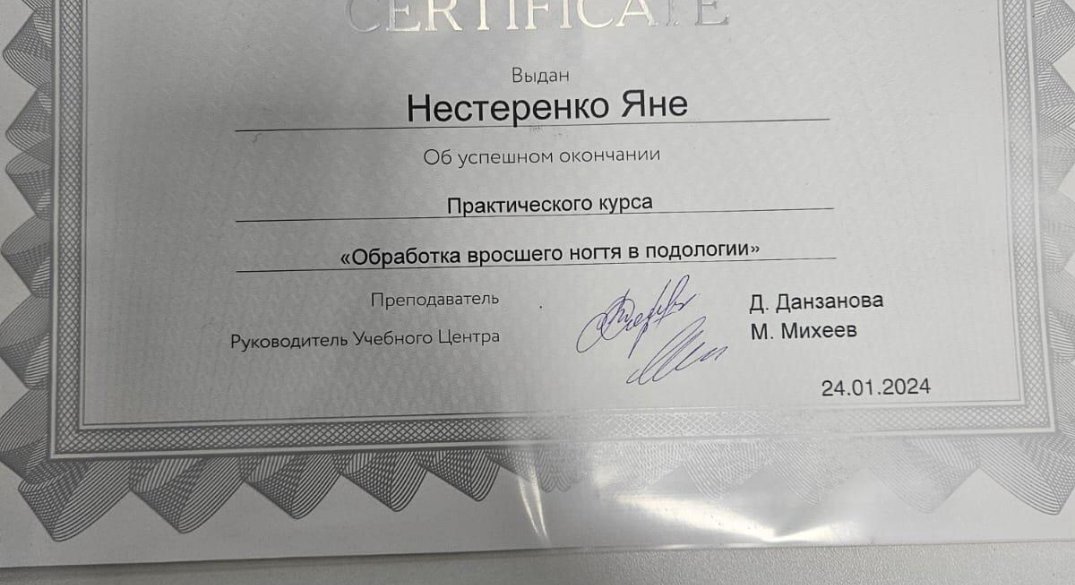 CERTIFICATE
Выдан
Нестеренко Яне
Об успешном окончании
Практического курса
«Обработка вросшего ногтя в подологии»
Преподаватель
Д. Данзанова
Руководитель Учебного Центра
М. Михеев
24.01.2024